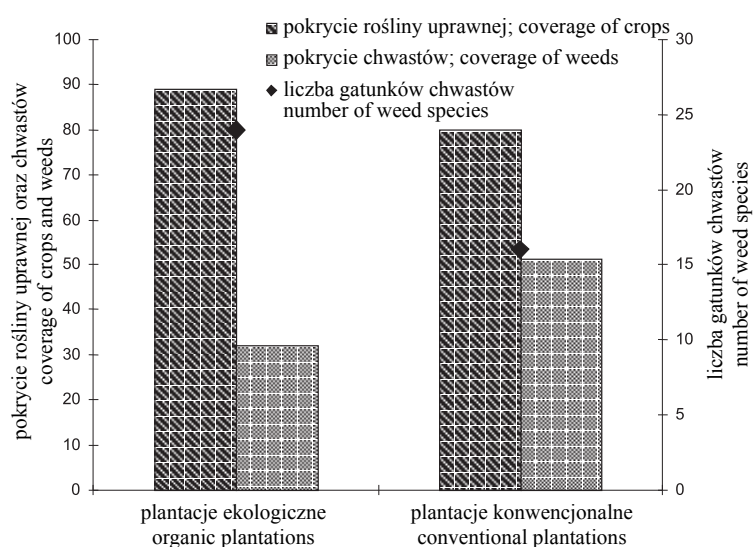 pokrycie rośliny uprawnej; coverage of crops
pokrycie chwastów; coverage of weeds
liczba gatunków chwastów
number of weed species
pokrycie rośliny uprawnej oraz chwastów
coverage of crops and weeds
100
90
80
70
60
50
40
30
20
10
0
30
25
20
15
10
5
0
liczba gatunków chwastów
number of weed species
plantacje ekologiczne
organic plantations
plantacje konwencjonalne
conventional plantations